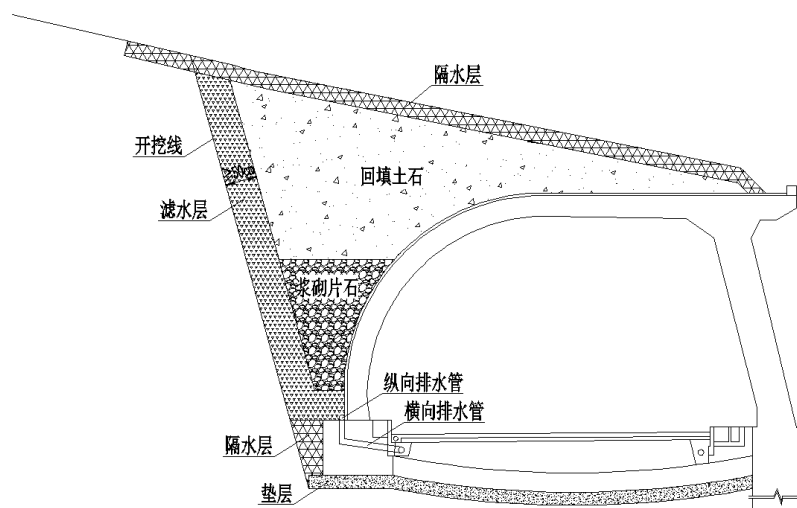 隔水层
开挖线
回填土石
滤水层
浆砌片石
纵向排水管
横向排水管
隔水层
垫层